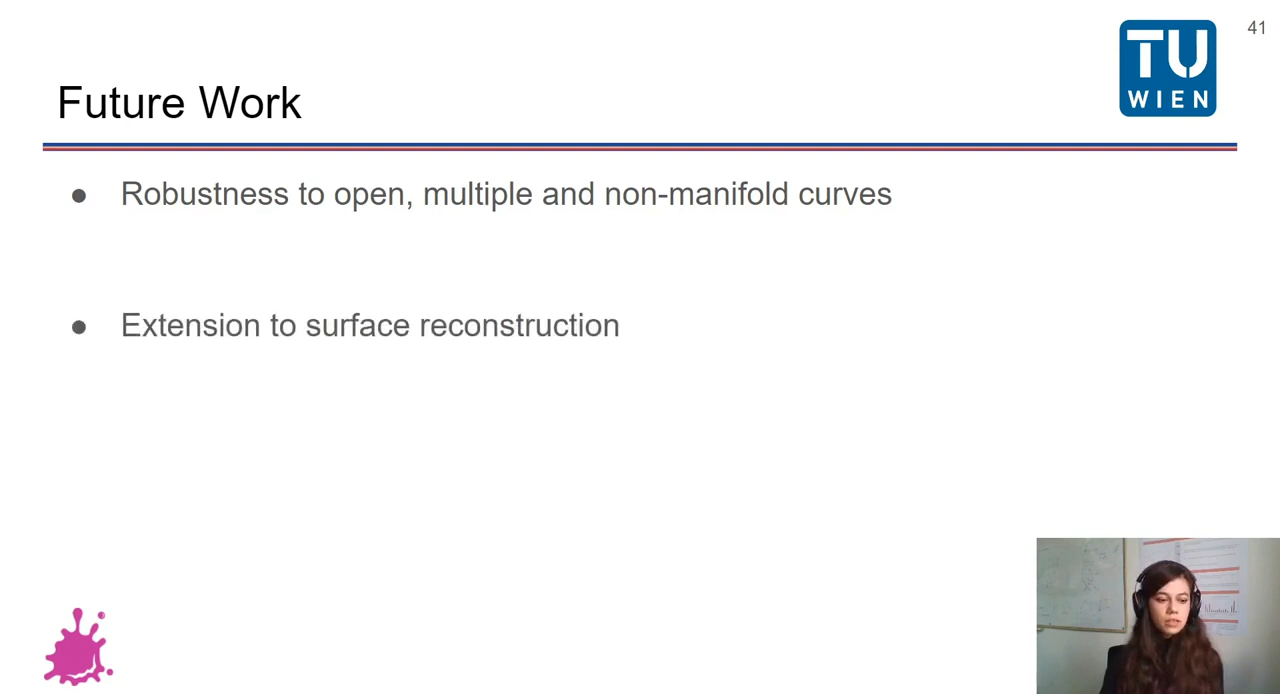 41
TU
WIEN
Future Work
● Robustness to open, multiple and non-manifold curves
● Extension to surface reconstruction